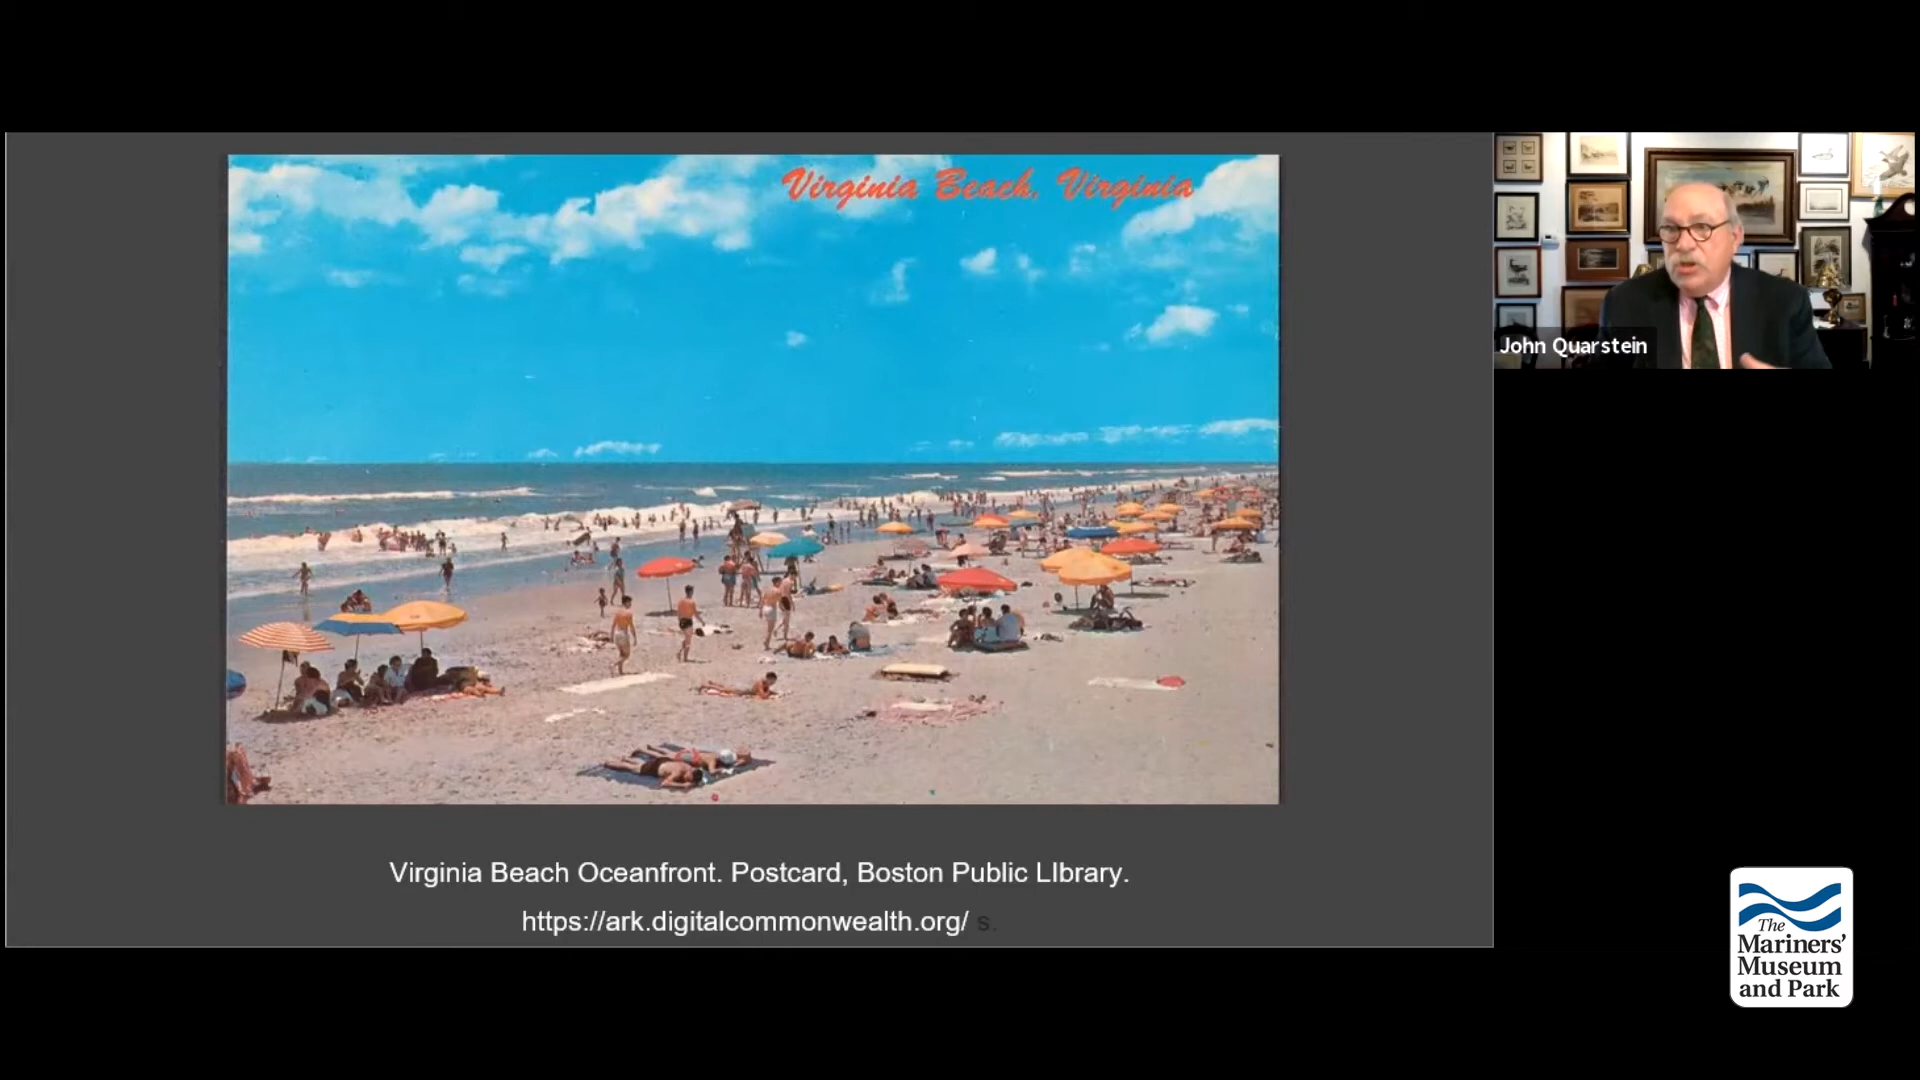 Virginia Beach, Virginia
John Quarstein
Virginia Beach Oceanfront. Postcard, Boston Public LIbrary.
https://ark.digitalcommonwealth.org/ s.
The
Mariners'
Museum
and Park